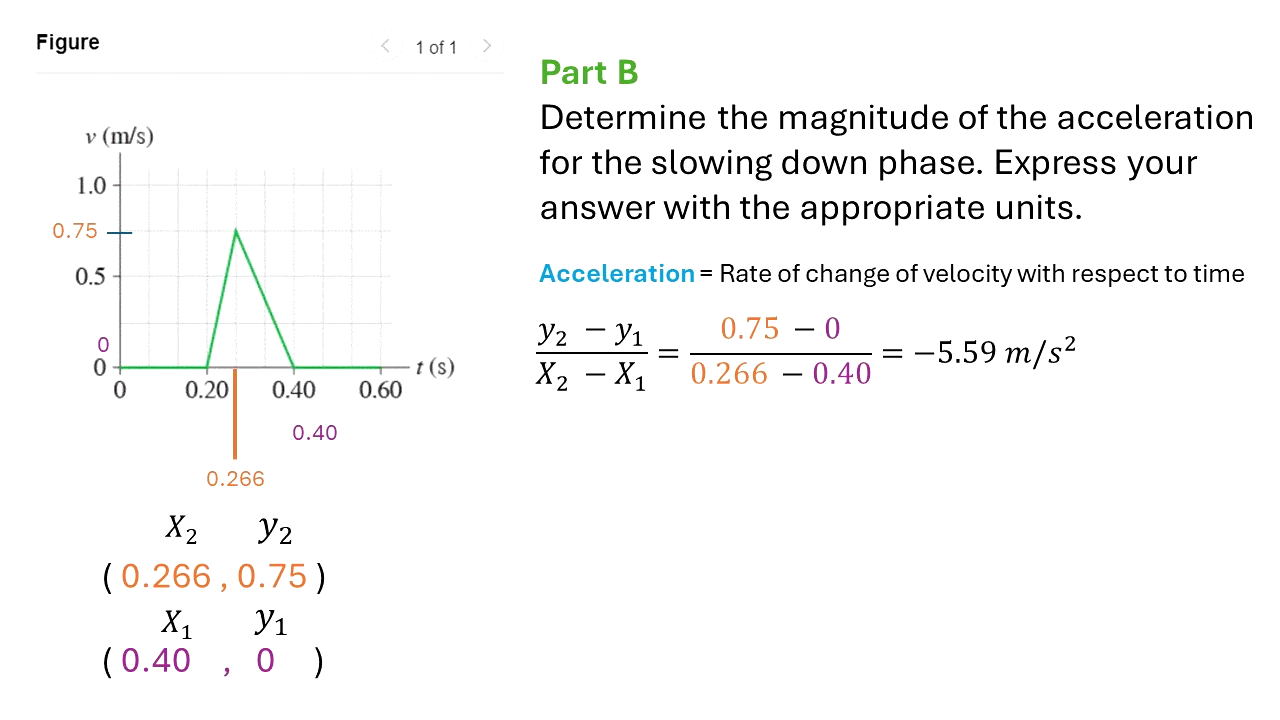 Figure
1 of 1
v (m/s)
1.0
0.75
0.5
0
0
t (s)
0 0.20 0.40 0.60
0.40
0.266
X₂ y₂
( 0.266 , 0.75 )
X₁ y₁
( 0.40 , 0 )
Part B
Determine the magnitude of the acceleration
for the slowing down phase. Express your
answer with the appropriate units.
Acceleration = Rate of change of velocity with respect to time
y₂ − y₁
X₂ − X₁
=
0.75 − 0
0.266 − 0.40
= −5.59 m/s²